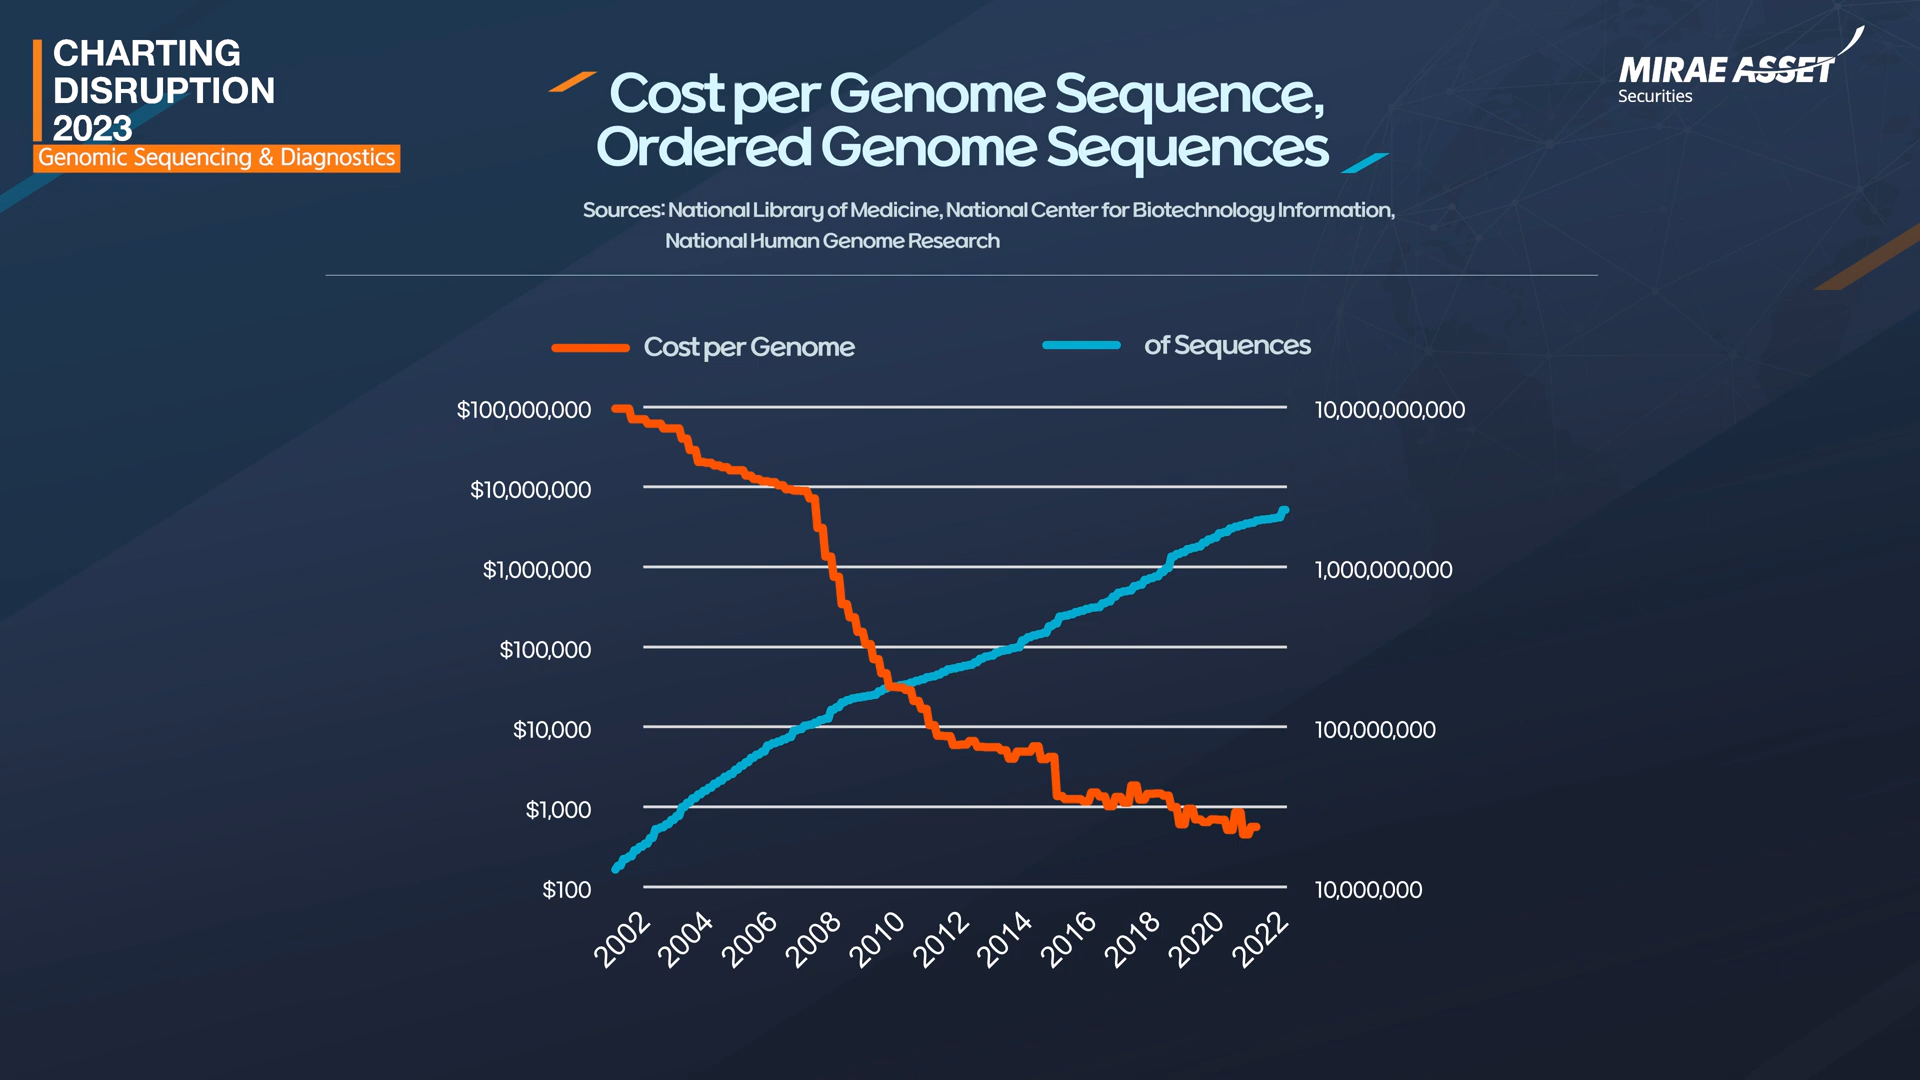 CHARTING
DISRUPTION
2023
Genomic Sequencing & Diagnostics
MIRAE ASSET
Securities
Cost per Genome Sequence,
Ordered Genome Sequences
Sources: National Library of Medicine, National Center for Biotechnology Information,
National Human Genome Research
Cost per Genome
of Sequences
$100,000,000
10,000,000,000
$10,000,000
$1,000,000
1,000,000,000
$100,000
$10,000
100,000,000
$1,000
$100
10,000,000
2002
2004
2006
2008
2010
2012
2014
2016
2018
2020
2022